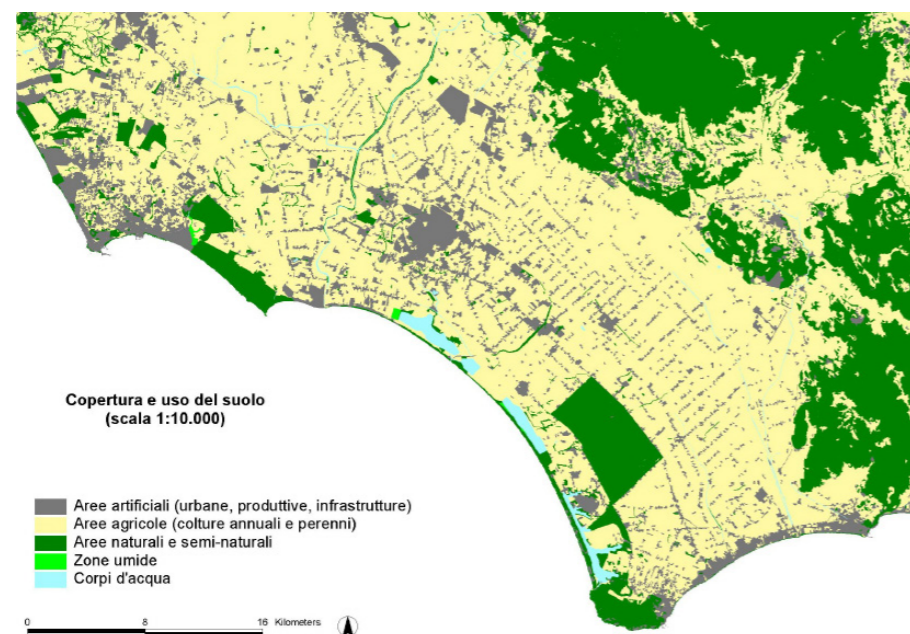 Copertura e uso del suolo
(scala 1:10.000)
Aree artificiali (urbane, produttive, infrastrutture)
Aree agricole (colture annuali e perenni)
Aree naturali e semi-naturali
Zone umide
Corpi d'acqua
0 8 16 Kilometers